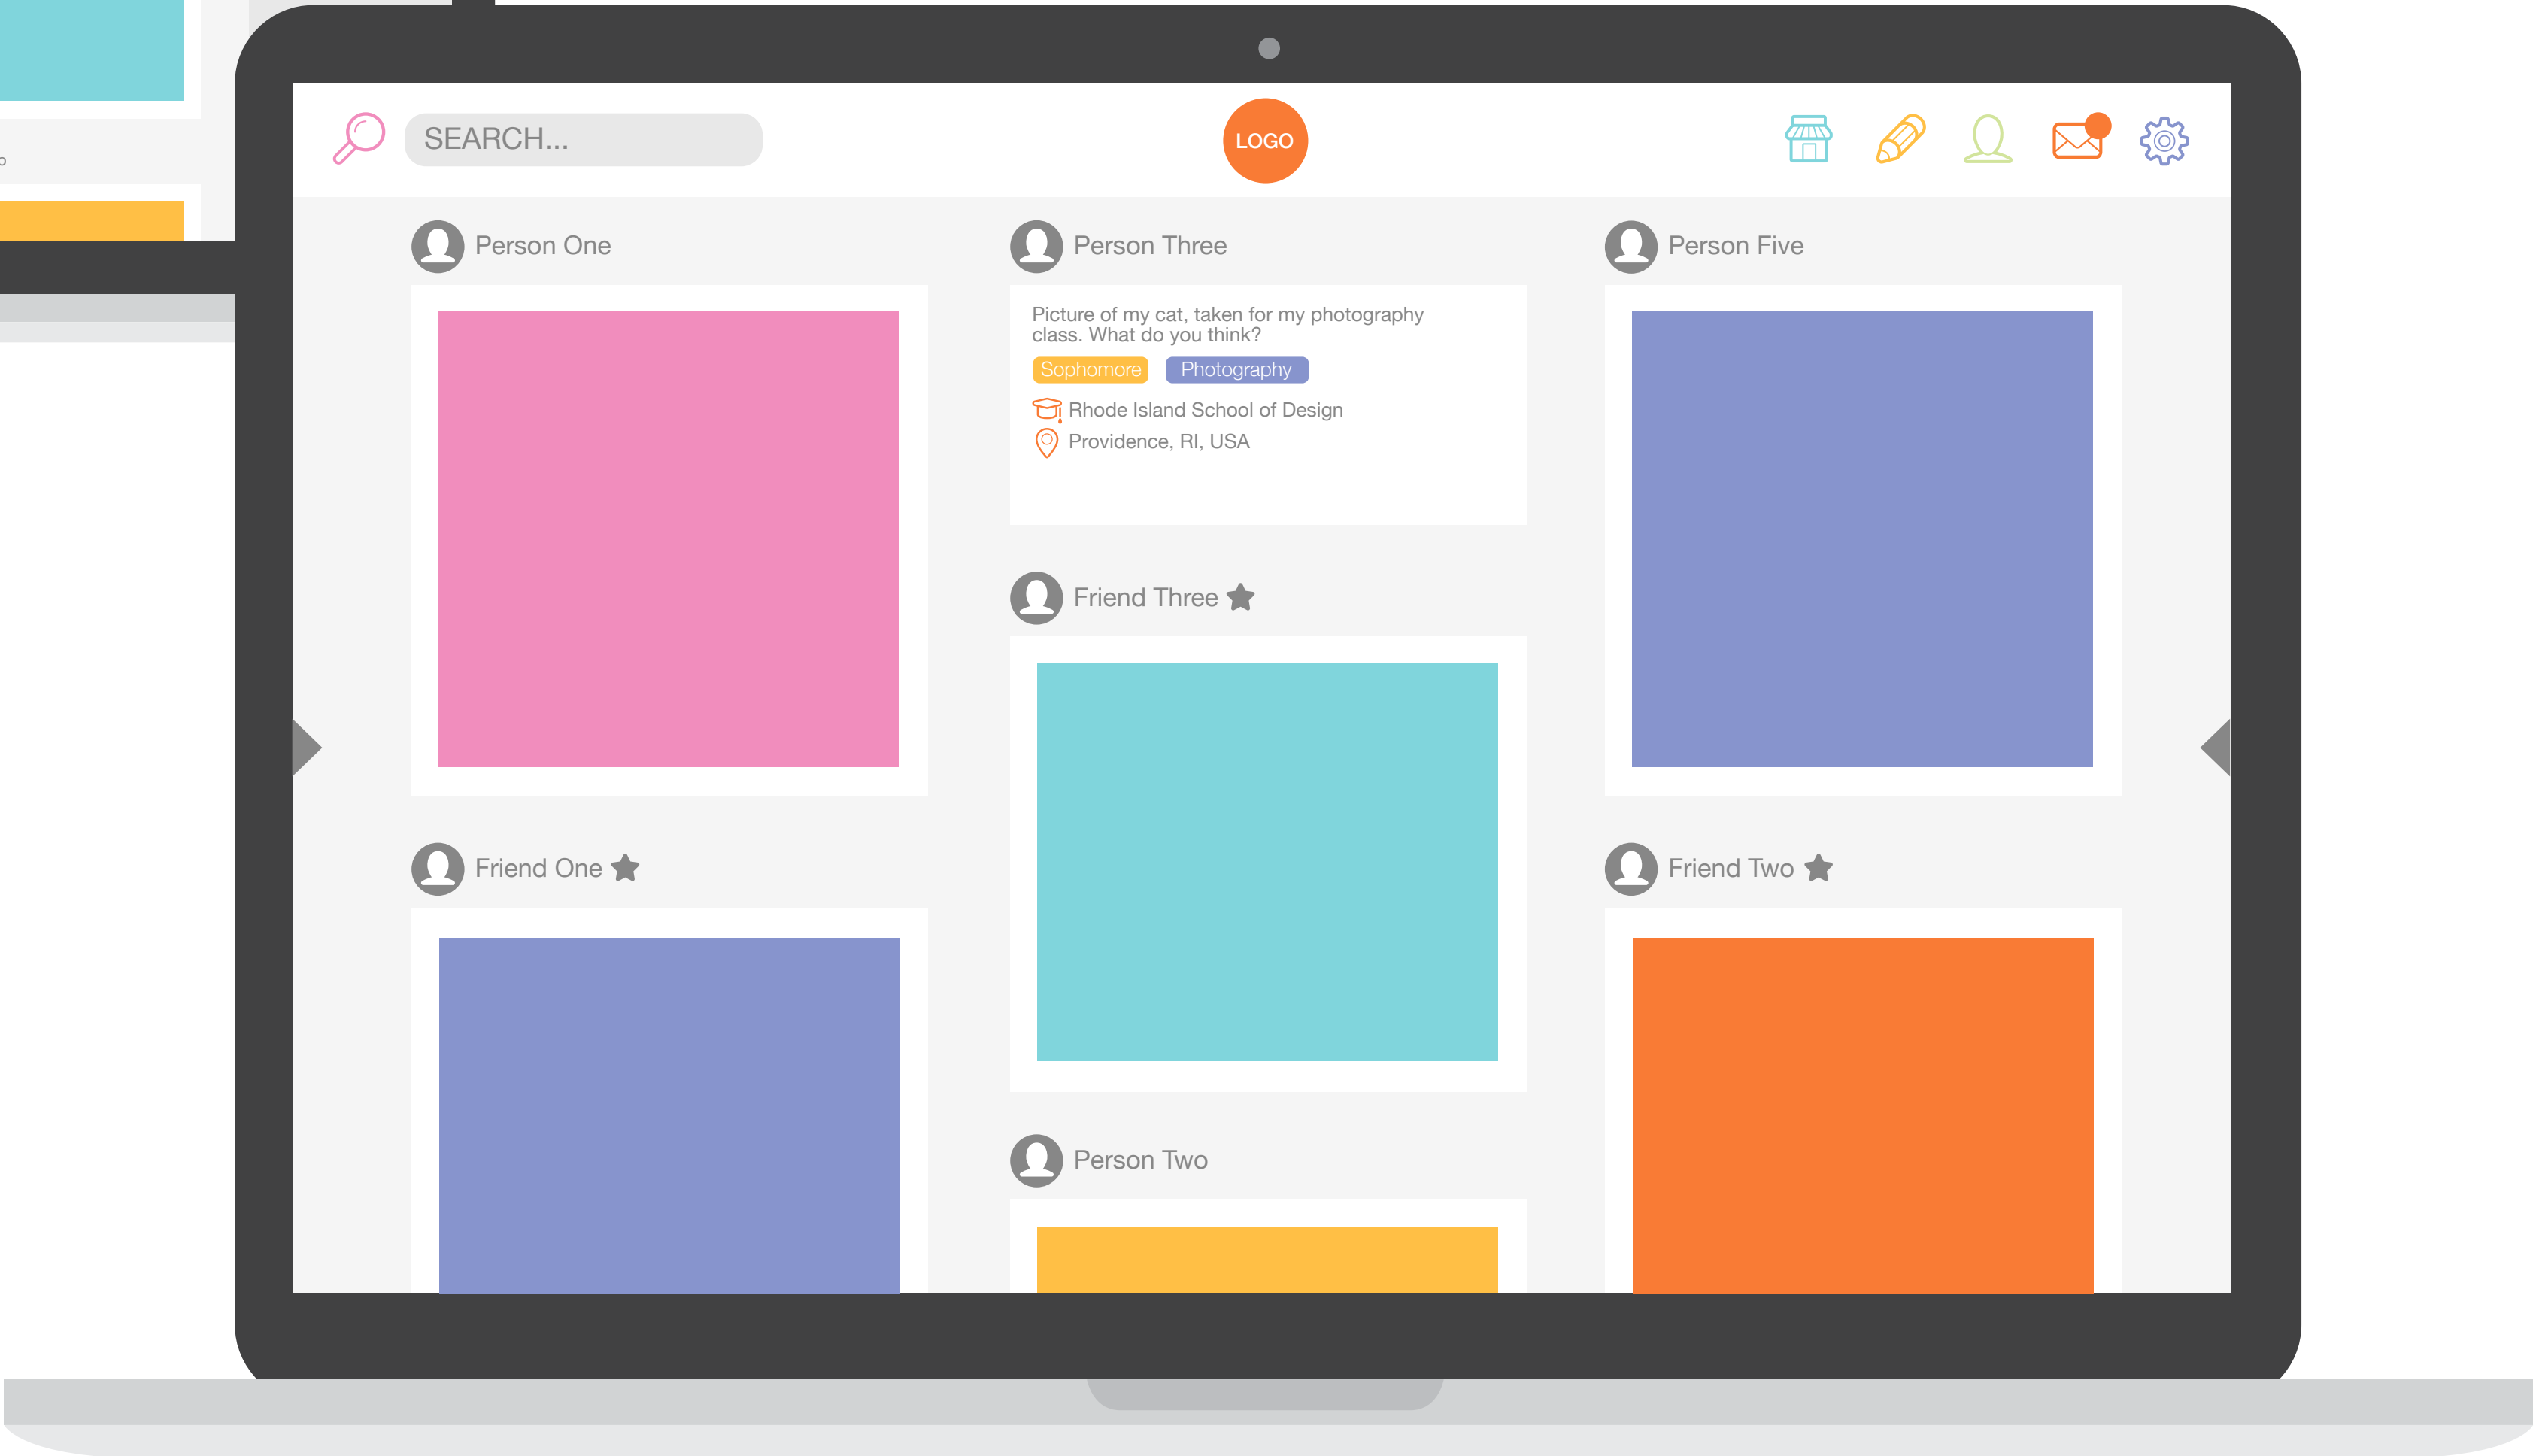 SEARCH...
LOGO
Person One
Person Three
Person Five
Picture of my cat, taken for my photography
class. What do you think?
Sophomore
Photography
Rhode Island School of Design
Providence, RI, USA
Friend Three
Friend One
Friend Two
Person Two